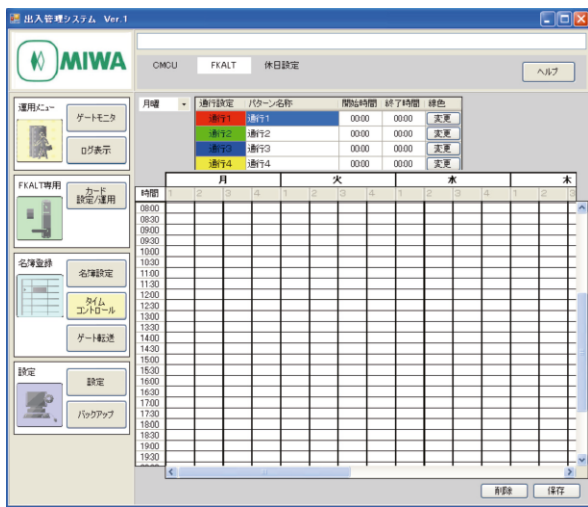 出入管理システム Ver.1
MIWA
CMCU FKALT 休日設定
ヘルプ
運用メニュー
ゲートモニタ
ログ表示
FKALT専用
カード
設定/運用
名簿登録
名簿設定
タイム
コントロール
ゲート転送
設定
設定
バックアップ
月曜
通行設定 パターン名称 開始時間 終了時間 線色
通行1 通行1 00:00 00:00 変更
通行2 通行2 00:00 00:00 変更
通行3 通行3 00:00 00:00 変更
通行4 通行4 00:00 00:00 変更
月 火 水 木
時間 1 2 3 4 1 2 3 4 1 2 3 4 1 2 3
08:00
08:30
09:00
09:30
10:00
10:30
11:00
11:30
12:00
12:30
13:00
13:30
14:00
14:30
15:00
15:30
16:00
16:30
17:00
17:30
18:00
18:30
19:00
19:30
削除 保存